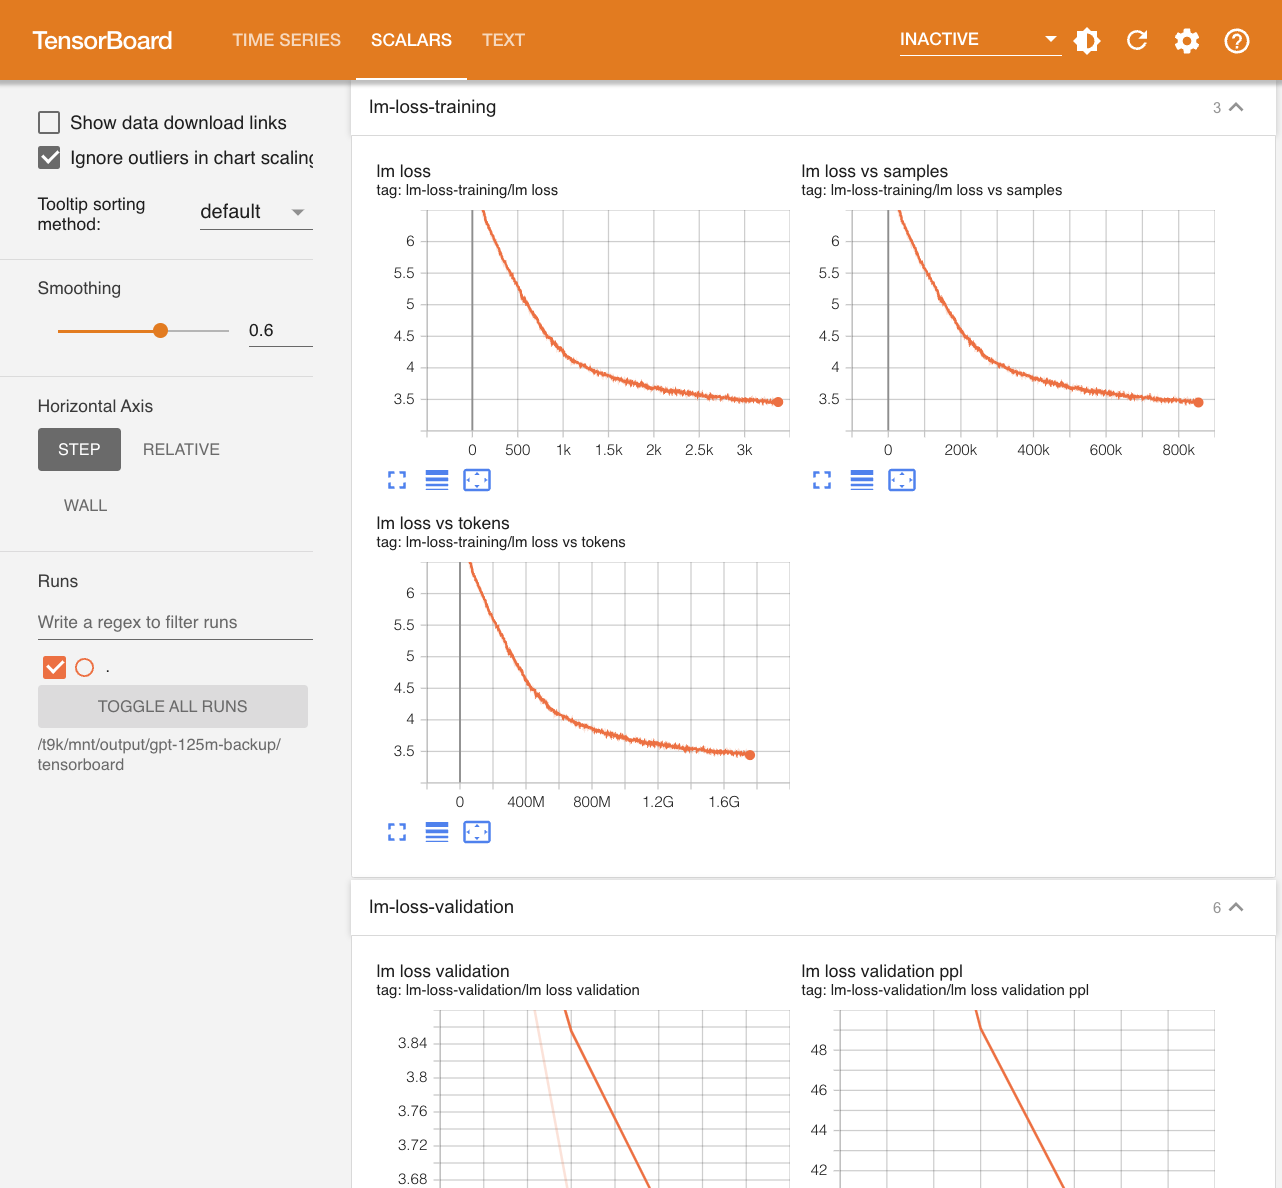 TensorBoard
TIME SERIES
SCALARS
TEXT
INACTIVE
Show data download links
Ignore outliers in chart scaling
Tooltip sorting
method:
default
Smoothing
0.6
Horizontal Axis
STEP
RELATIVE
WALL
Runs
Write a regex to filter runs
.
TOGGLE ALL RUNS
/t9k/mnt/output/gpt-125m-backup/
tensorboard
lm-loss-training
3
lm loss
tag: lm-loss-training/lm loss
6
5.5
5
4.5
4
3.5
0 500 1k 1.5k 2k 2.5k 3k
lm loss vs samples
tag: lm-loss-training/lm loss vs samples
6
5.5
5
4.5
4
3.5
0 200k 400k 600k 800k
lm loss vs tokens
tag: lm-loss-training/lm loss vs tokens
6
5.5
5
4.5
4
3.5
0 400M 800M 1.2G 1.6G
lm-loss-validation
6
lm loss validation
tag: lm-loss-validation/lm loss validation
3.84
3.8
3.76
3.72
3.68
lm loss validation ppl
tag: lm-loss-validation/lm loss validation ppl
48
46
44
42